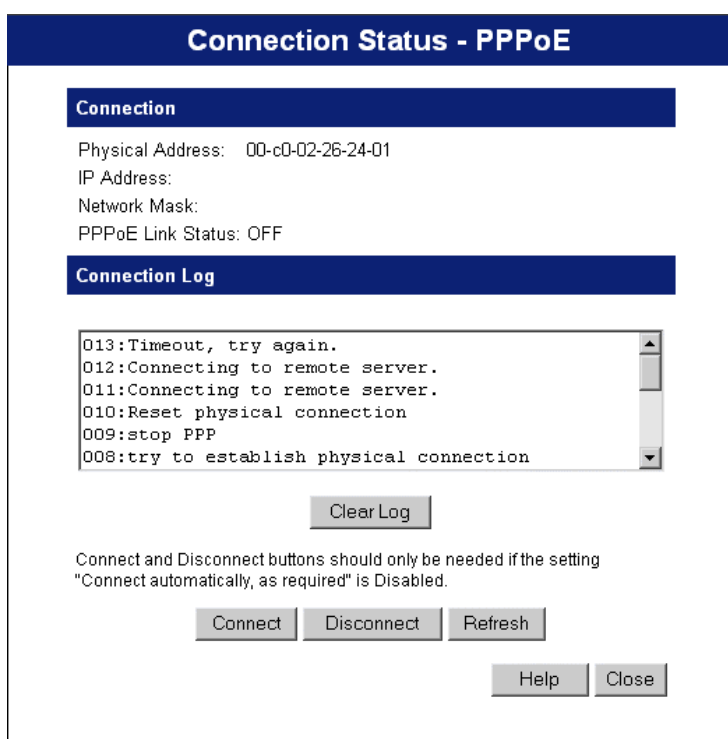 Connection Status - PPPoE
Connection
Physical Address: 00-c0-02-26-24-01
IP Address:
Network Mask:
PPPoE Link Status: OFF
Connection Log
013:Timeout, try again.
012:Connecting to remote server.
011:Connecting to remote server.
010:Reset physical connection
009:stop PPP
008:try to establish physical connection
Clear Log
Connect and Disconnect buttons should only be needed if the setting
"Connect automatically, as required" is Disabled.
Connect Disconnect Refresh
Help Close